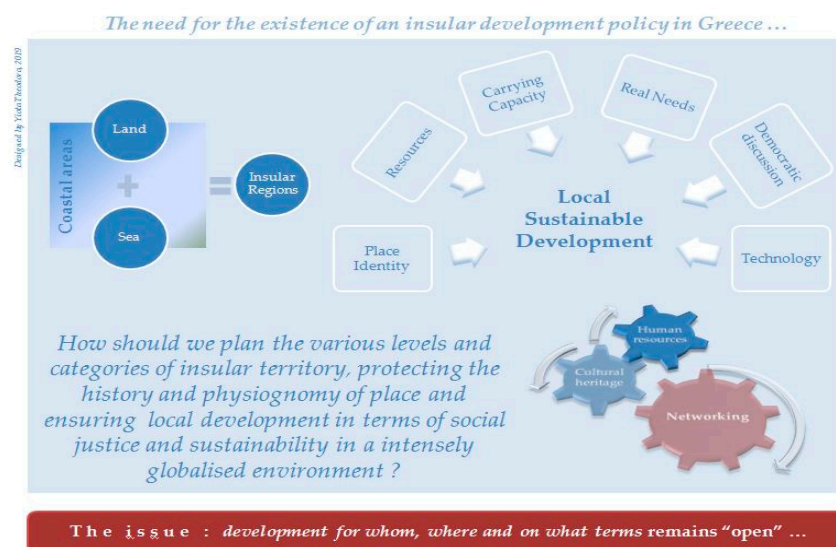 The need for the existence of an insular development policy in Greece ...
Designed by Yiota Theodora, 2019
Coastal areas
Land
+
Sea
=
Insular
Regions
Place
Identity
Resources
Carrying
Capacity
Real Needs
Democratic
discussion
Technology
Local
Sustainable
Development
Human
resources
Cultural
heritage
Networking
How should we plan the various levels and
categories of insular territory, protecting the
history and physiognomy of place and
ensuring local development in terms of social
justice and sustainability in a intensely
globalised environment ?
The issue : development for whom, where and on what terms remains “open” ...